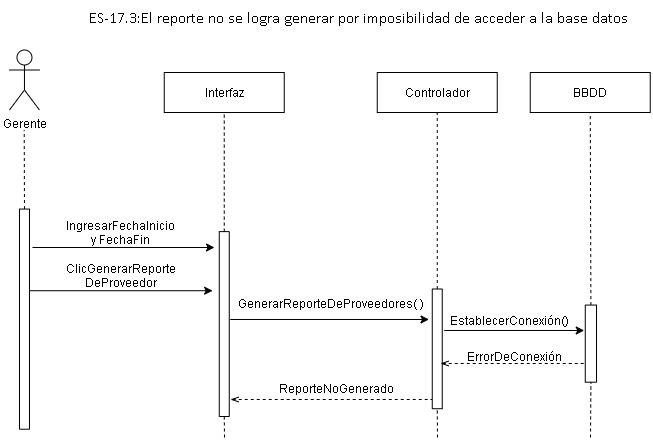 ES-17.3:El reporte no se logra generar por imposibilidad de acceder a la base datos
Gerente
Interfaz
Controlador
BBDD
IngresarFechaInicio
y FechaFin
ClicGenerarReporte
DeProveedor
GenerarReporteDeProveedores()
EstablecerConexión()
ErrorDeConexión
ReporteNoGenerado